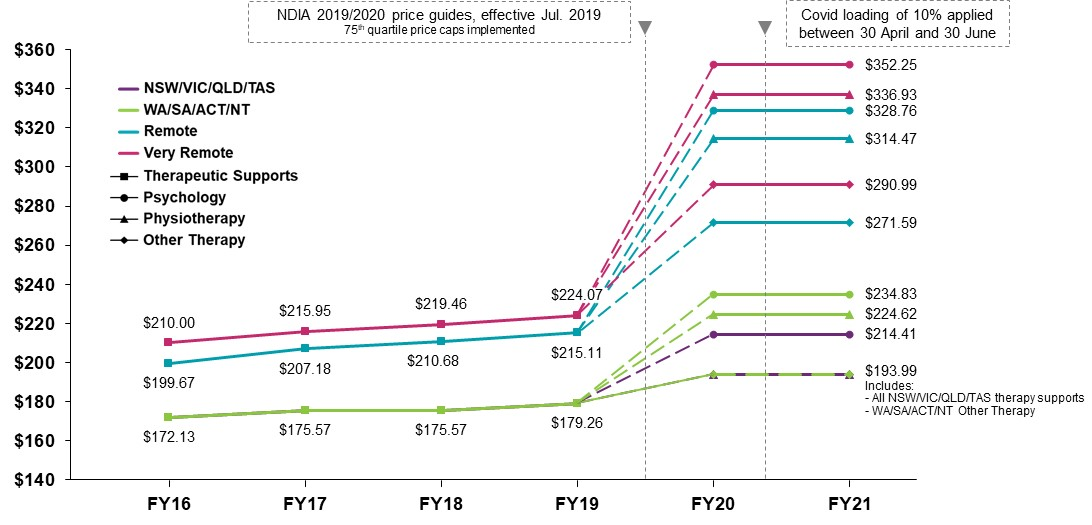 NDIA 2019/2020 price guides, effective Jul. 2019
75th quartile price caps implemented
Covid loading of 10% applied
between 30 April and 30 June
$360
$340
$320
$300
$280
$260
$240
$220
$200
$180
$160
$140
NSW/VIC/QLD/TAS
WA/SA/ACT/NT
Remote
Very Remote
Therapeutic Supports
Psychology
Physiotherapy
Other Therapy
$210.00
$215.95
$219.46
$224.07
$199.67
$207.18
$210.68
$215.11
$172.13
$175.57
$175.57
$179.26
$352.25
$336.93
$328.76
$314.47
$290.99
$271.59
$234.83
$224.62
$214.41
$193.99
Includes:
- All NSW/VIC/QLD/TAS therapy supports
- WA/SA/ACT/NT Other Therapy
FY16
FY17
FY18
FY19
FY20
FY21